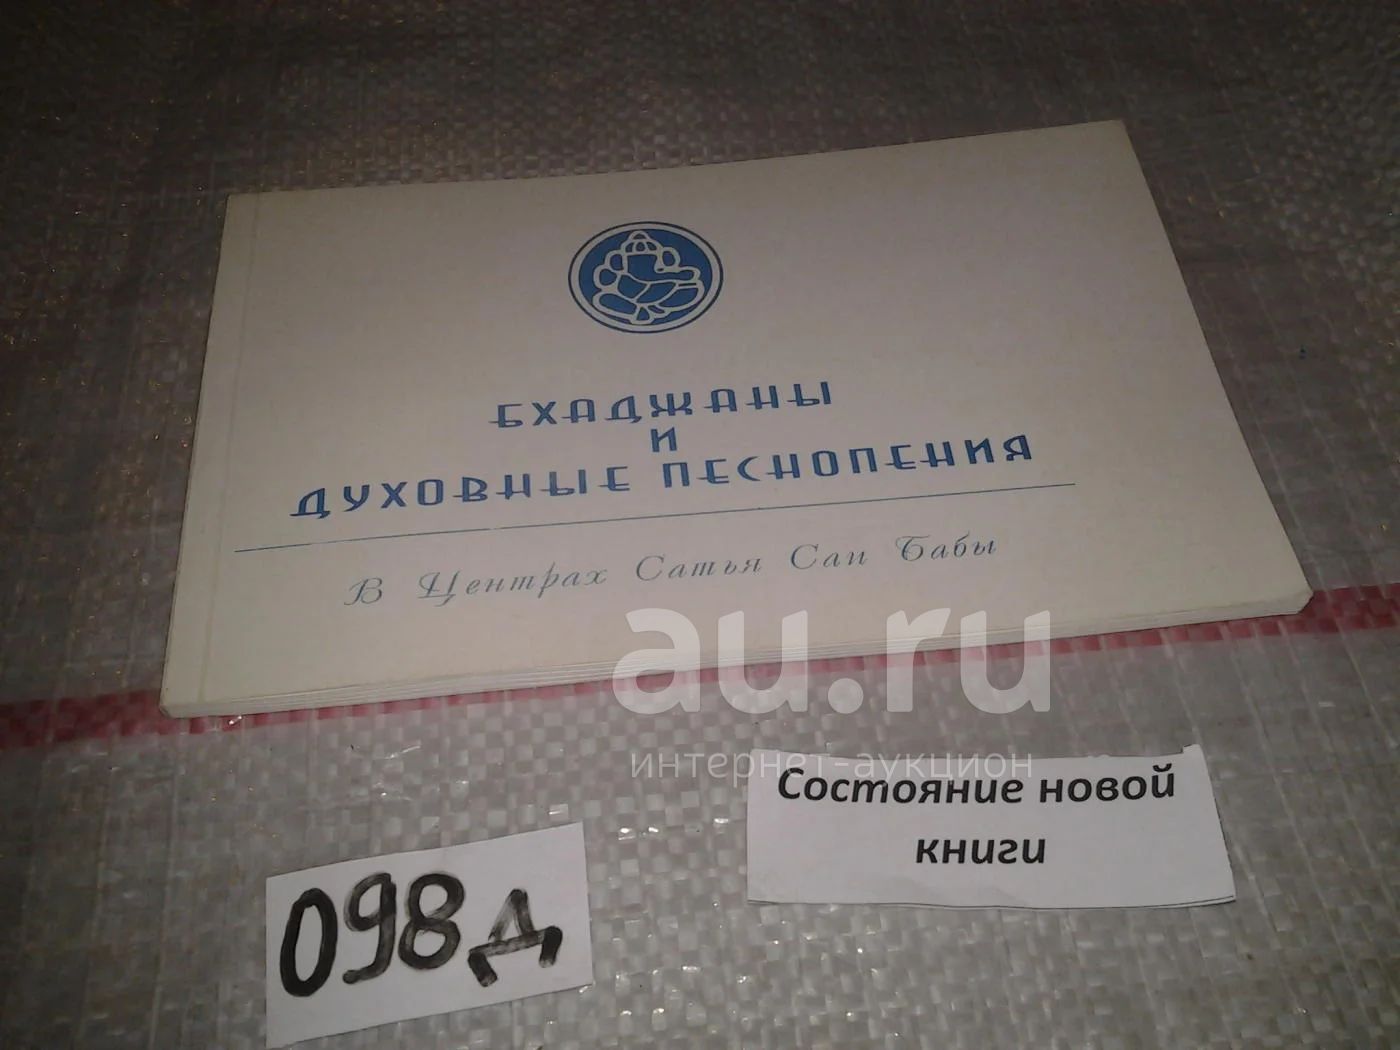 БХАДЖАНЫ
И
ДУХОВНЫЕ ПЕСНОПЕНИЯ
В Центрах Сатья Саи Бабы
au.ru
интернет-аукцион
Состояние новой
книги
098д